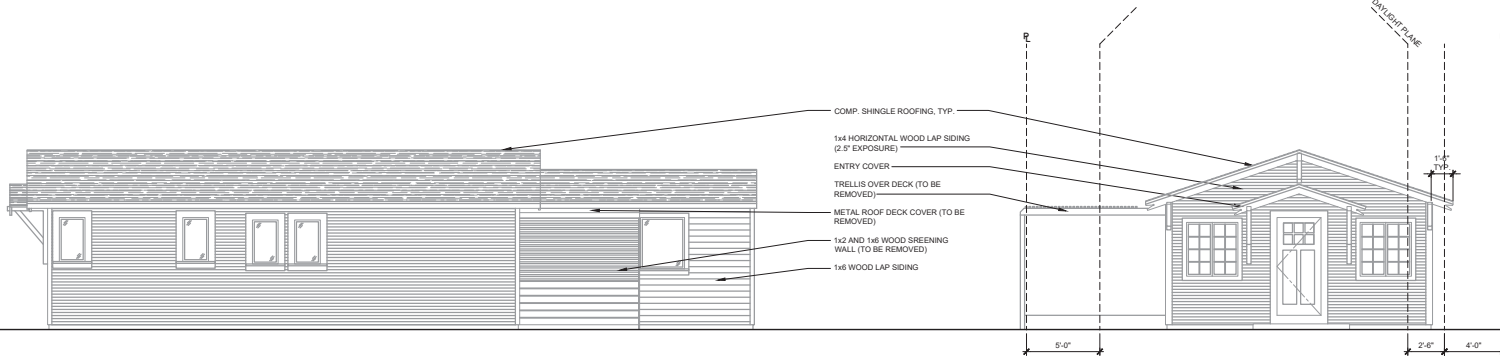 PL
DAYLIGHT PLANE
COMP. SHINGLE ROOFING, TYP.
1x4 HORIZONTAL WOOD LAP SIDING
(2.5" EXPOSURE)
ENTRY COVER
TRELLIS OVER DECK (TO BE
REMOVED)
METAL ROOF DECK COVER (TO BE
REMOVED)
1x2 AND 1x6 WOOD SREENING
WALL (TO BE REMOVED)
1x6 WOOD LAP SIDING
1'-6"
TYP.
5'-0"
2'-6"
4'-0"